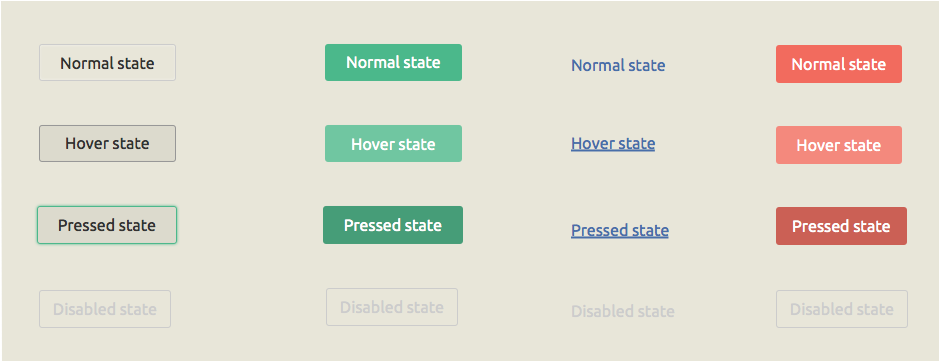 Normal state Normal state Normal state Normal state
Hover state Hover state Hover state Hover state
Pressed state Pressed state Pressed state Pressed state
Disabled state Disabled state Disabled state Disabled state